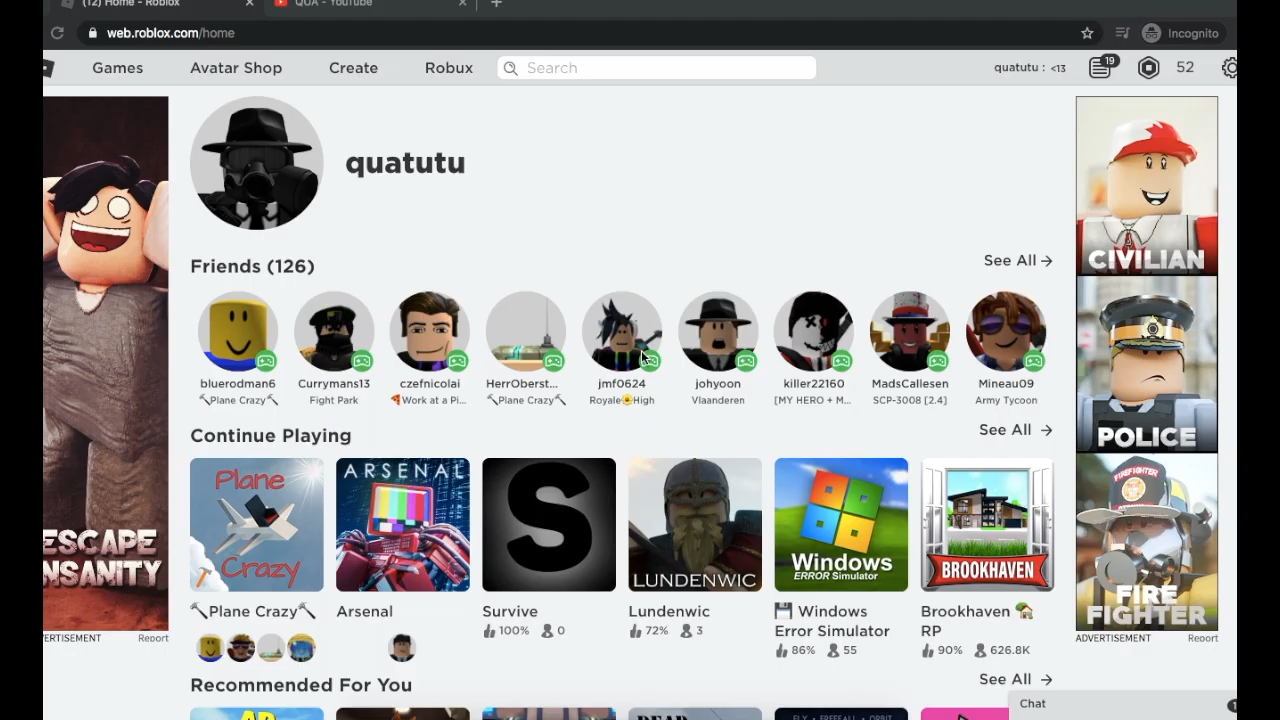 (12) Home - Roblox
QUA - YouTube
web.roblox.com/home
Incognito
Games
Avatar Shop
Create
Robux
Search
quatutu : <13
19
52
quatutu
Friends (126)
See All
bluerodman6
Currymans13
czefnicolai
HerrOberst...
jmf0624
johyoon
killer22160
MadsCallesen
Mineau09
Plane Crazy
Fight Park
Work at a Pi...
Plane Crazy
Royale High
Vlaanderen
[MY HERO + M...
SCP-3008 [2.4]
Army Tycoon
Continue Playing
See All
Plane
Crazy
ARSENAL
S
LUNDENWIC
Windows
ERROR Simulator
BROOKHAVEN
Plane Crazy
Arsenal
Survive
100% 0
Lundenwic
72% 3
Windows
Error Simulator
86% 55
Brookhaven
RP
90% 626.8K
Recommended For You
See All
ESCAPE
INSANITY
VERTISEMENT
Report
CIVILIAN
POLICE
FIREFIGHTER
FIRE
FIGHTER
ADVERTISEMENT
Report
Chat